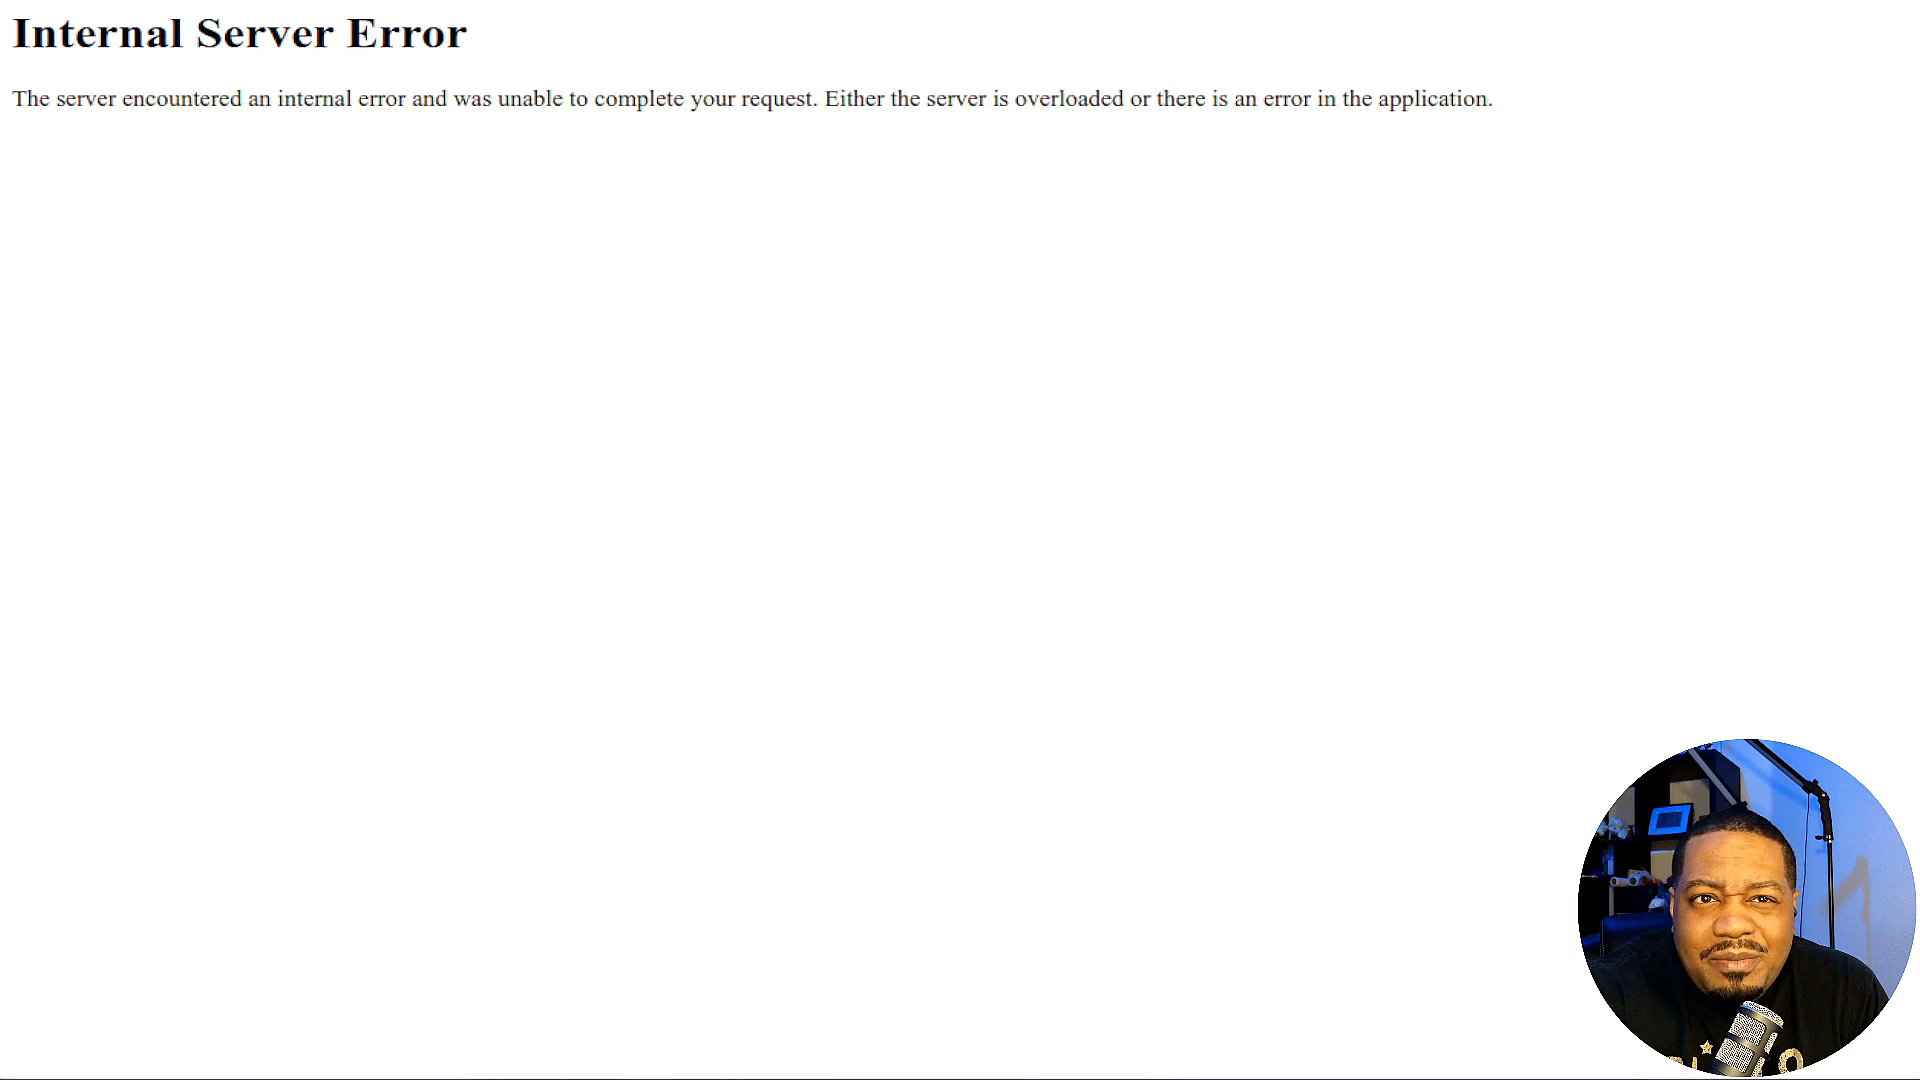 Internal Server Error
The server encountered an internal error and was unable to complete your request. Either the server is overloaded or there is an error in the application.